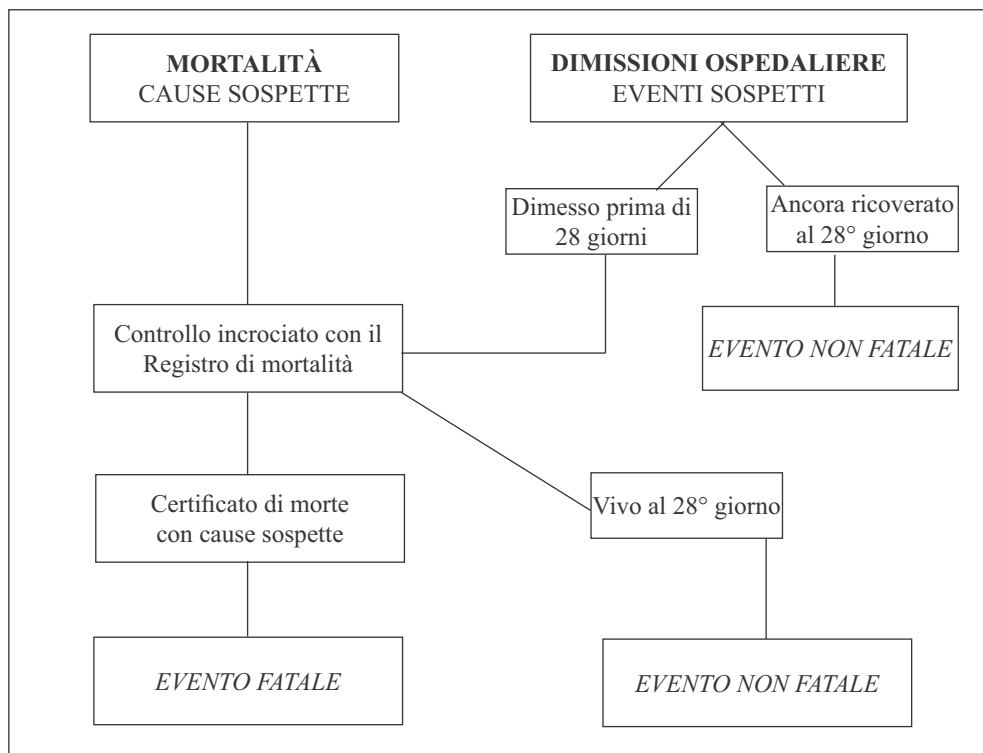 MORTALITÀ
CAUSE SOSPETTE
DIMISSIONI OSPEDALIERE
EVENTI SOSPETTI
Dimesso prima di
28 giorni
Ancora ricoverato
al 28° giorno
Controllo incrociato con il
Registro di mortalità
EVENTO NON FATALE
Certificato di morte
con cause sospette
Vivo al 28° giorno
EVENTO FATALE
EVENTO NON FATALE